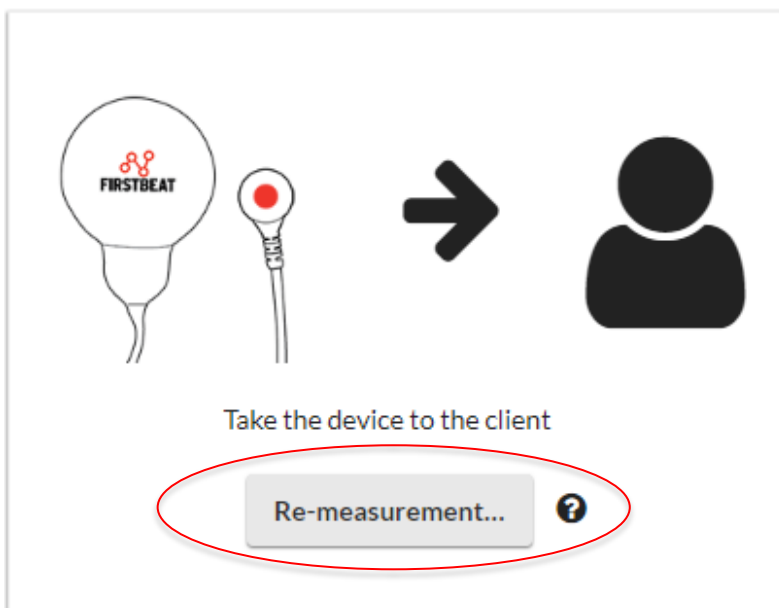 FIRSTBEAT
Take the device to the client
Re-measurement...
?